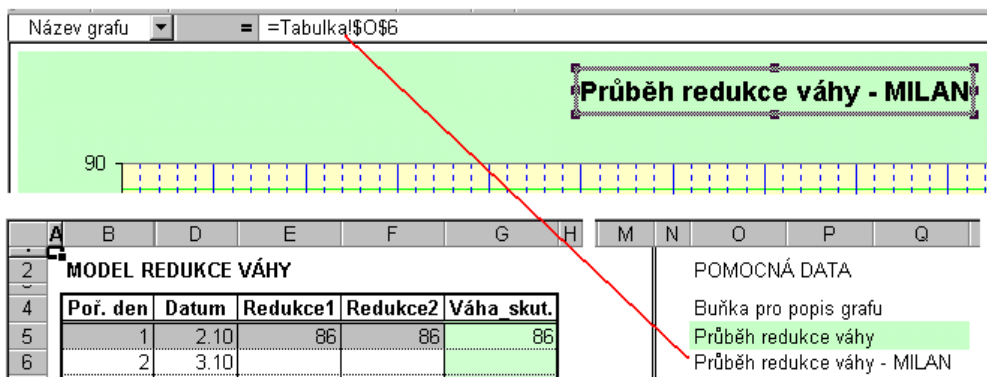 Název grafu = =Tabulka!$O$6
Průběh redukce váhy - MILAN
90
A B D E F G H M N O P Q
2 MODEL REDUKCE VÁHY POMOCNÁ DATA
4 Poř. den Datum Redukce1 Redukce2 Váha_skut. Buňka pro popis grafu
5 1 2.10 86 86 86 Průběh redukce váhy
6 2 3.10 Průběh redukce váhy - MILAN